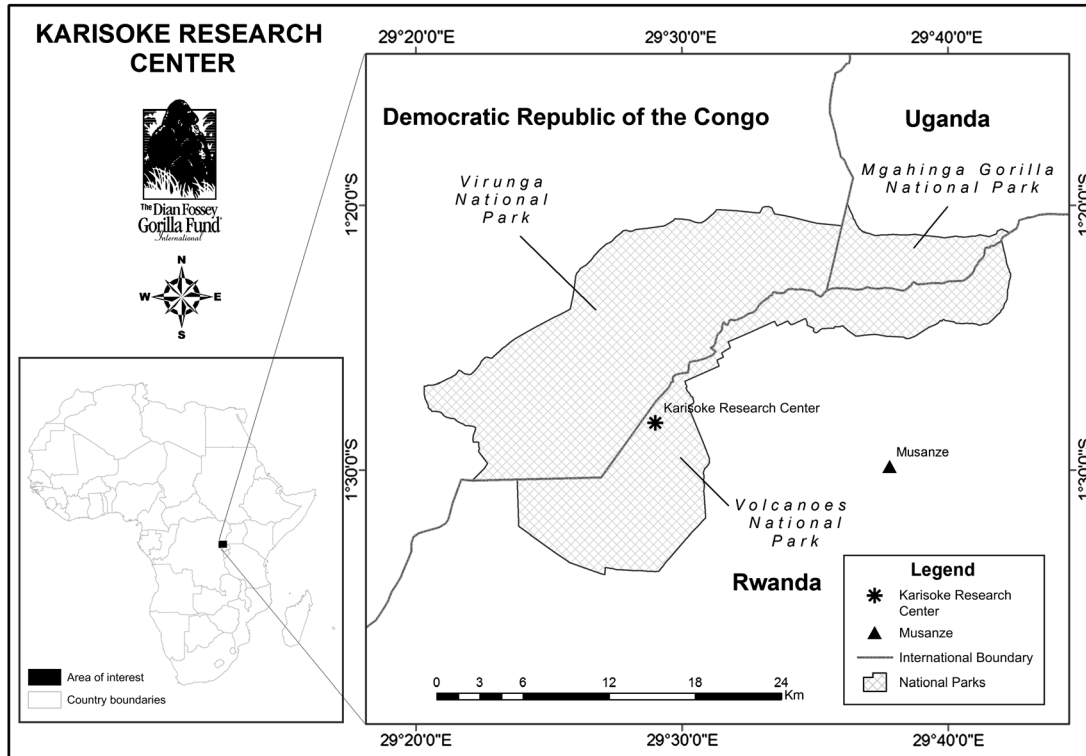 KARISOKE RESEARCH
CENTER
The Dian Fossey
Gorilla Fund
International
N
W E
S
Area of interest
Country boundaries
29°20'0"E 29°30'0"E 29°40'0"E
Democratic Republic of the Congo
Uganda
Virunga
National
Park
Mgahinga Gorilla
National Park
1°20'0"S 1°20'0"S
Karisoke Research Center
Musanze
1°30'0"S 1°30'0"S
Volcanoes
National
Park
Rwanda
Legend
Karisoke Research
Center
Musanze
International Boundary
National Parks
0 3 6 12 18 24
Km
29°20'0"E 29°30'0"E 29°40'0"E